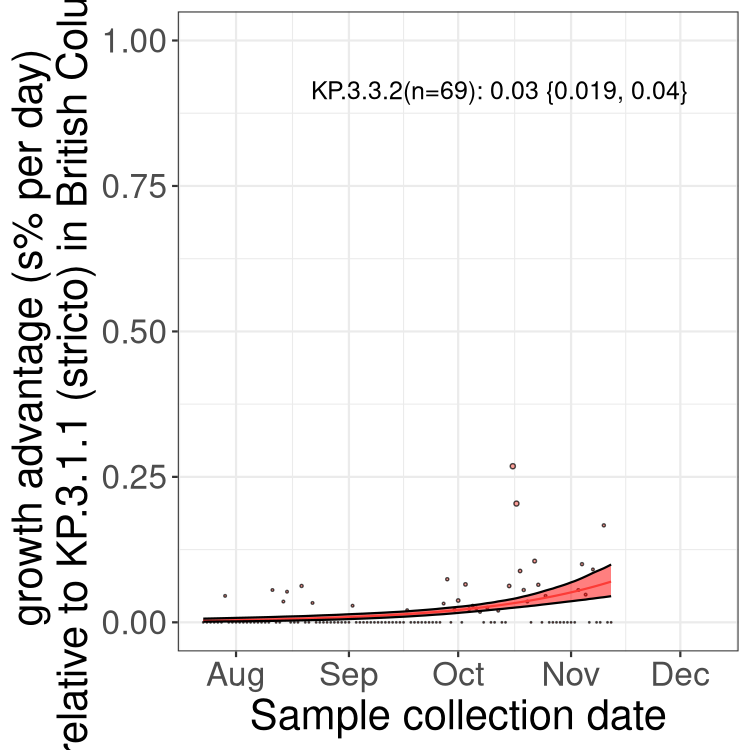 growth advantage (s% per day)
relative to KP.3.1.1 (stricto) in British Colu
1.00
0.75
0.50
0.25
0.00
KP.3.3.2(n=69): 0.03 {0.019, 0.04}
Aug Sep Oct Nov Dec
Sample collection date